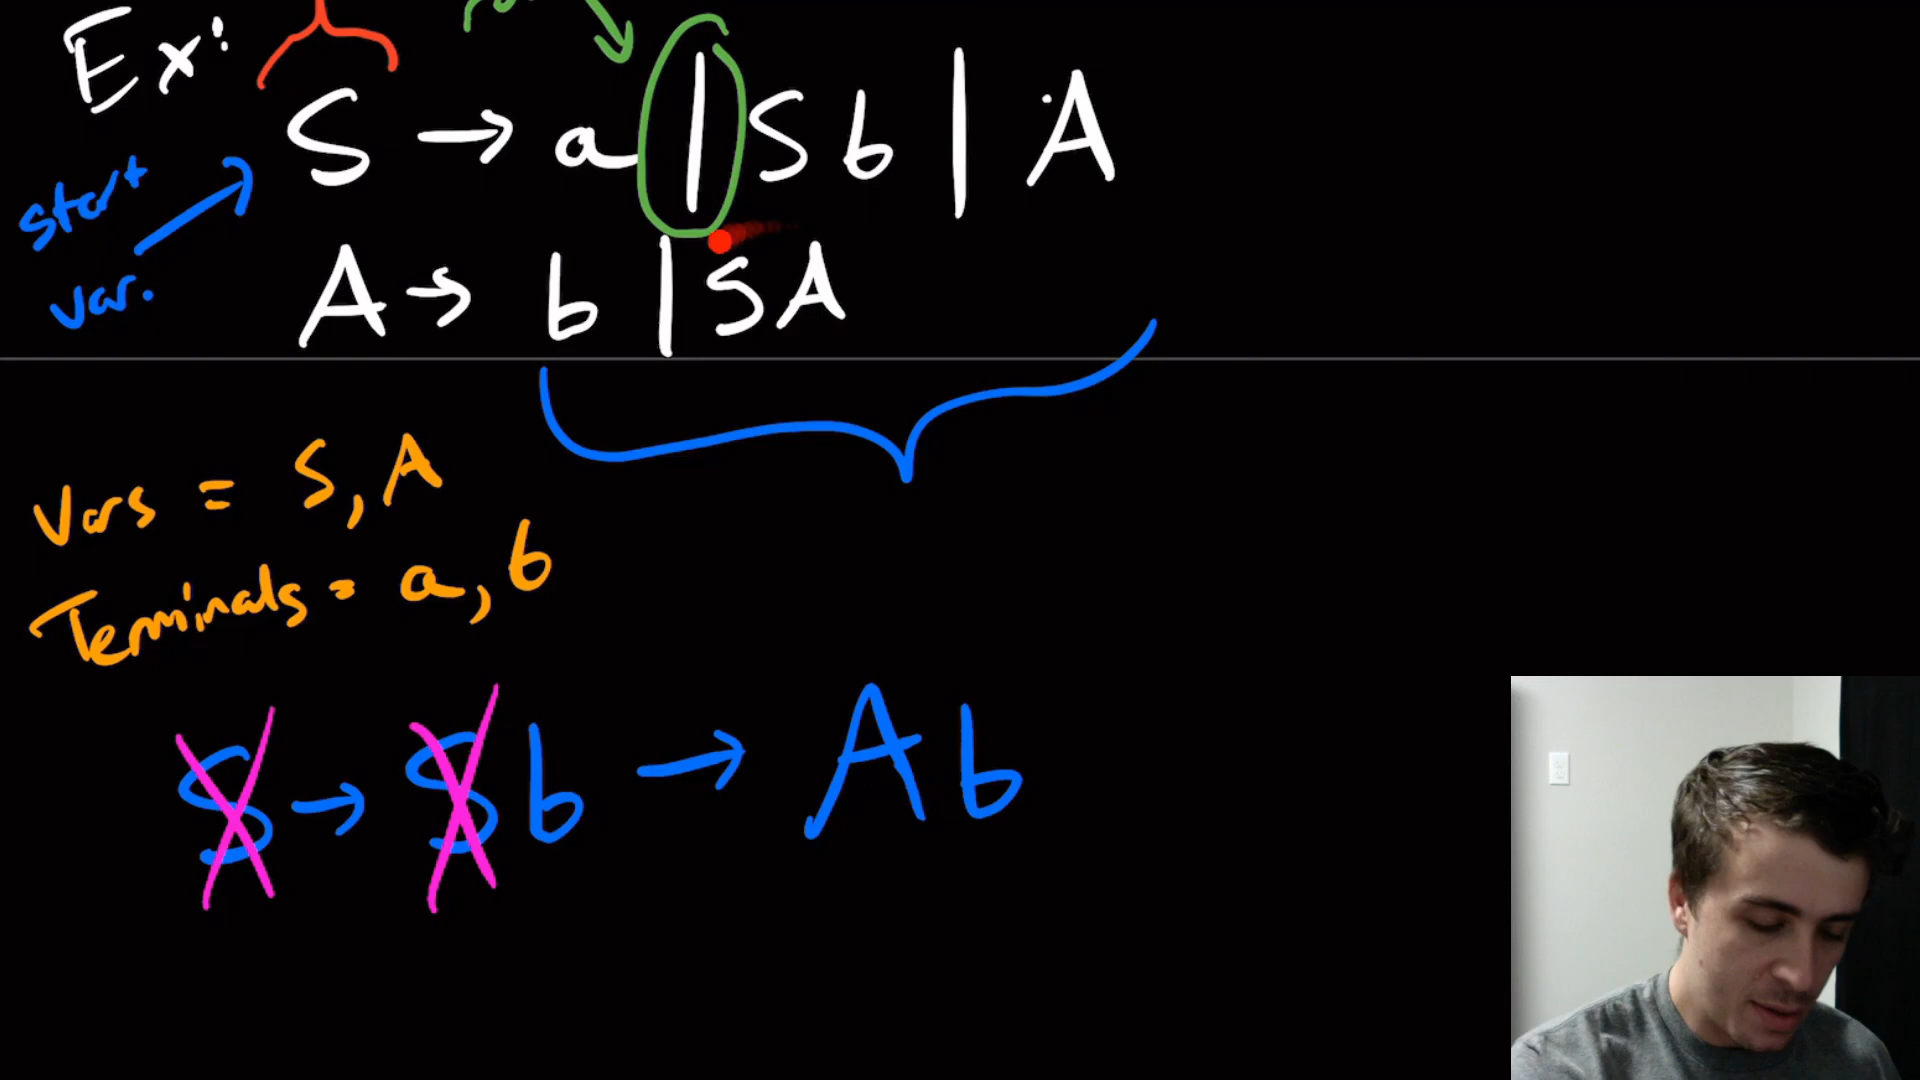 Ex:
S → a | Sb | A
start
var.
A → b | SA
Vars = S, A
Terminals = a, b
S → Sb → Ab